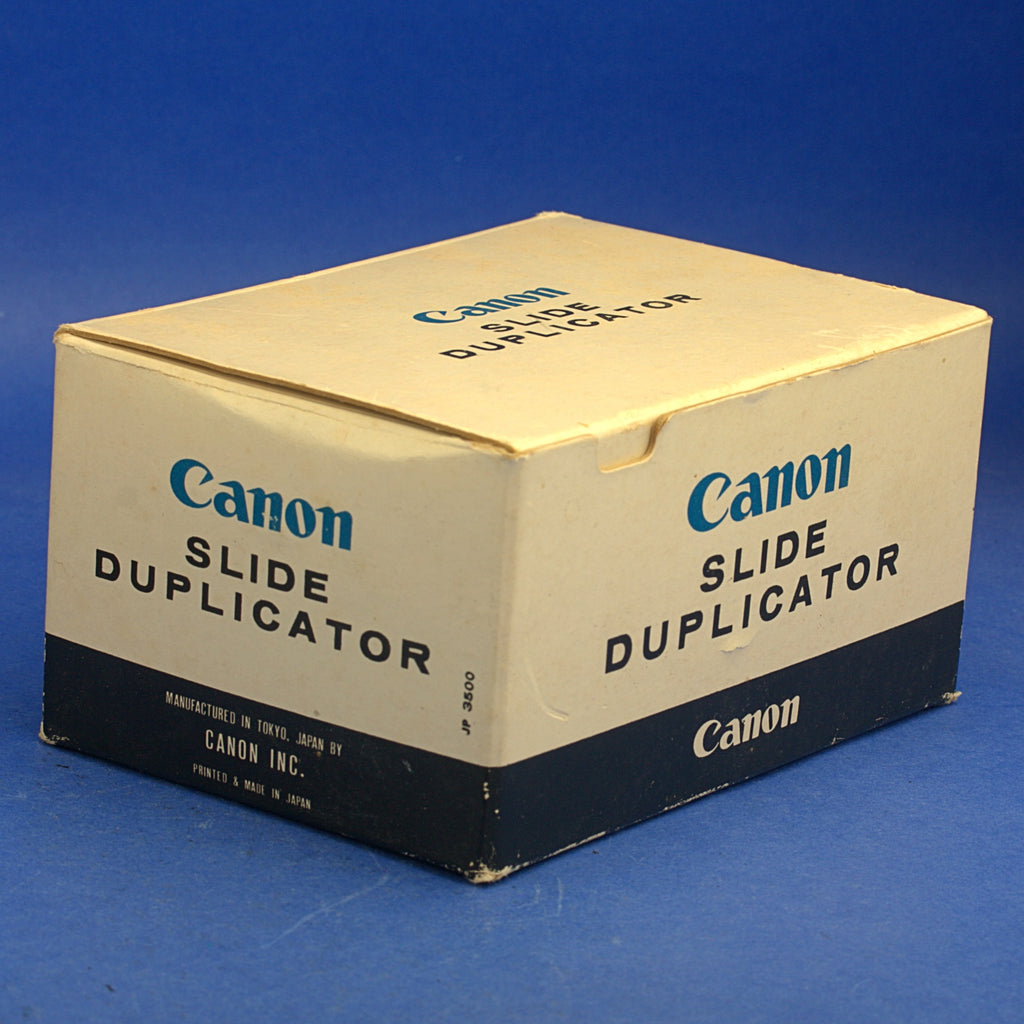 Canon
SLIDE
DUPLICATOR
Canon
SLIDE
DUPLICATOR
JP 3500
MANUFACTURED IN TOKYO, JAPAN BY
CANON INC.
PRINTED & MADE IN JAPAN
Canon
SLIDE
DUPLICATOR
Canon